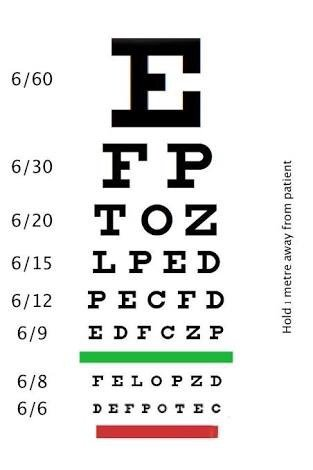 6/60 E
6/30 F P
6/20 T O Z
6/15 L P E D
6/12 P E C F D
6/9 E D F C Z P
6/8 F E L O P Z D
6/6 D E F P O T E C
Hold 1 metre away from patient